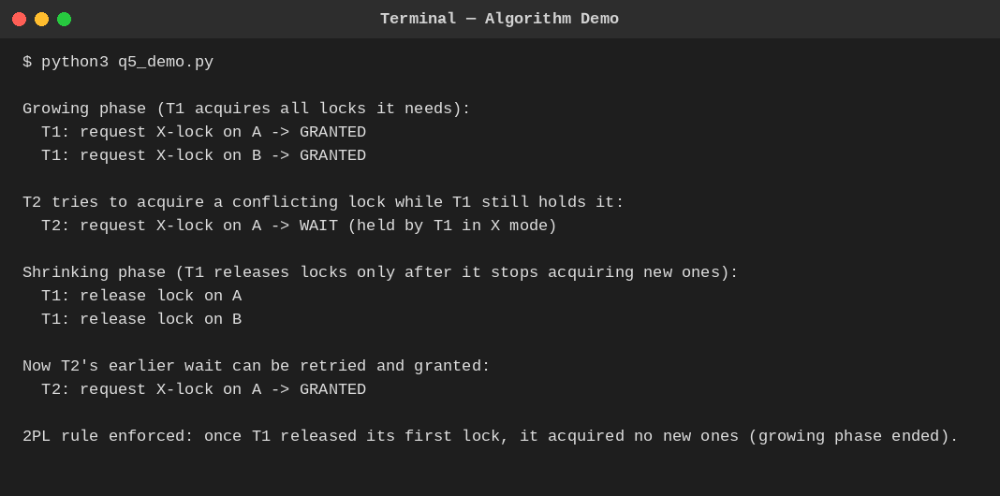 Terminal — Algorithm Demo
$ python3 q5_demo.py
Growing phase (T1 acquires all locks it needs):
T1: request X-lock on A -> GRANTED
T1: request X-lock on B -> GRANTED
T2 tries to acquire a conflicting lock while T1 still holds it:
T2: request X-lock on A -> WAIT (held by T1 in X mode)
Shrinking phase (T1 releases locks only after it stops acquiring new ones):
T1: release lock on A
T1: release lock on B
Now T2's earlier wait can be retried and granted:
T2: request X-lock on A -> GRANTED
2PL rule enforced: once T1 released its first lock, it acquired no new ones (growing phase ended).